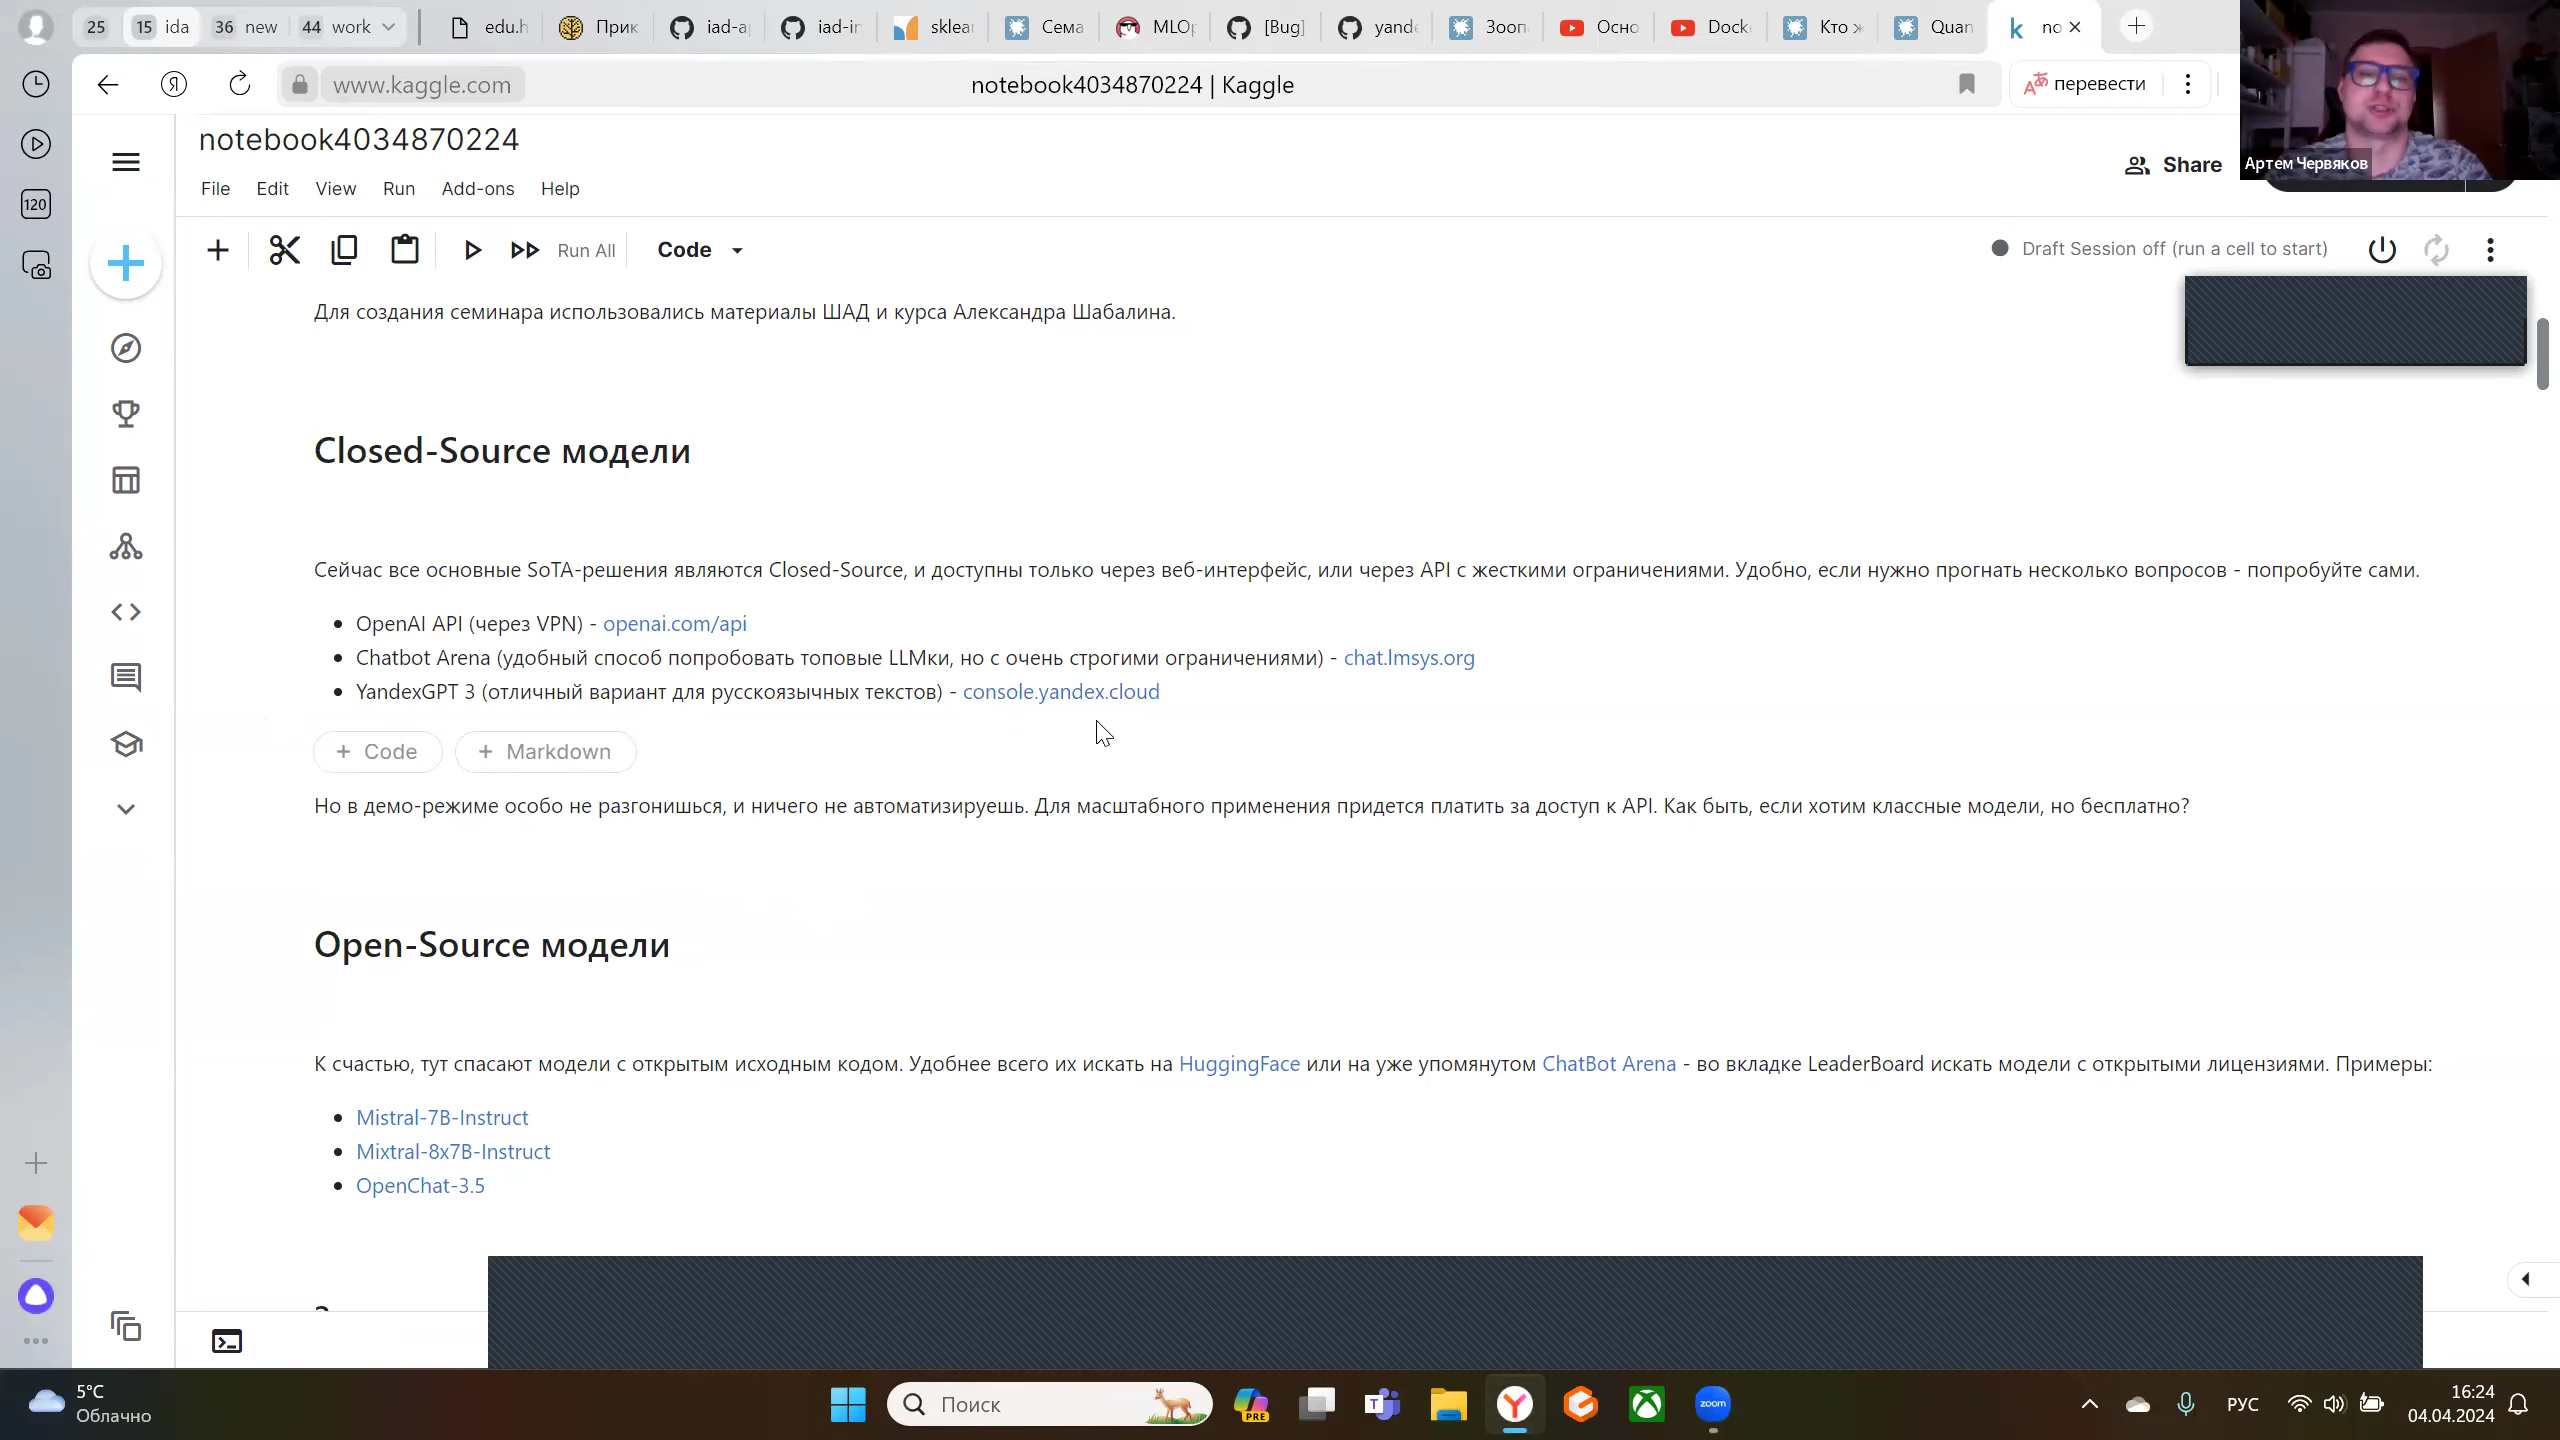 25
15 ida
36 new
44 work
edu.h
Прик
iad-a
iad-in
sklear
Сема
MLOp
[Bug]
yande
Зооп
Осно
Dock
Кто ж
Quan
no
www.kaggle.com
notebook4034870224 | Kaggle
перевести
120
notebook4034870224
Share
Артем Червяков
File Edit View Run Add-ons Help
Run All
Code
Draft Session off (run a cell to start)
Для создания семинара использовались материалы ШАД и курса Александра Шабалина.
Closed-Source модели
Сейчас все основные SoTA-решения являются Closed-Source, и доступны только через веб-интерфейс, или через API с жесткими ограничениями. Удобно, если нужно прогнать несколько вопросов - попробуйте сами.
OpenAI API (через VPN) - openai.com/api
Chatbot Arena (удобный способ попробовать топовые LLMки, но с очень строгими ограничениями) - chat.lmsys.org
YandexGPT 3 (отличный вариант для русскоязычных текстов) - console.yandex.cloud
+ Code
+ Markdown
Но в демо-режиме особо не разгонишься, и ничего не автоматизируешь. Для масштабного применения придется платить за доступ к API. Как быть, если хотим классные модели, но бесплатно?
Open-Source модели
К счастью, тут спасают модели с открытым исходным кодом. Удобнее всего их искать на HuggingFace или на уже упомянутом ChatBot Arena - во вкладке LeaderBoard искать модели с открытыми лицензиями. Примеры:
Mistral-7B-Instruct
Mixtral-8x7B-Instruct
OpenChat-3.5
5°C
Облачно
Поиск
PRE
zoom
РУС
16:24
04.04.2024